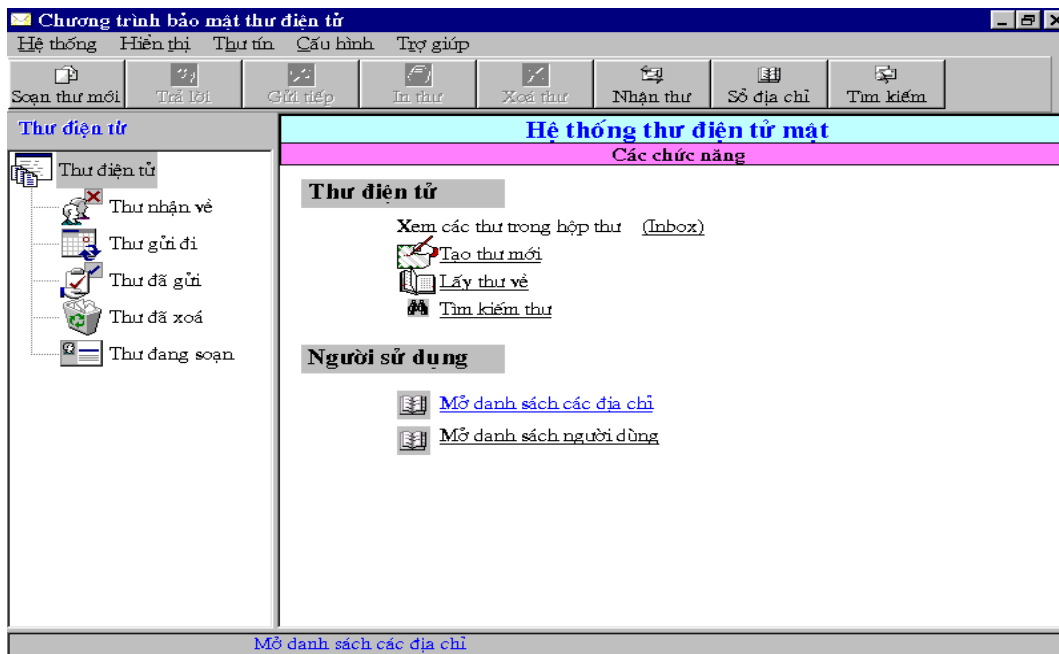 Chương trình bảo mật thư điện tử
Hệ thống Hiển thị Thư tín Cấu hình Trợ giúp
Soạn thư mới Trả lời Gửi tiếp In thư Xoá thư Nhận thư Sổ địa chỉ Tìm kiếm
Thư điện tử
Hệ thống thư điện tử mật
Các chức năng
Thư điện tử
Thư nhận về
Thư gửi đi
Thư đã gửi
Thư đã xoá
Thư đang soạn
Thư điện tử
Xem các thư trong hộp thư (Inbox)
Tạo thư mới
Lấy thư về
Tìm kiếm thư
Người sử dụng
Mở danh sách các địa chỉ
Mở danh sách người dùng
Mở danh sách các địa chỉ